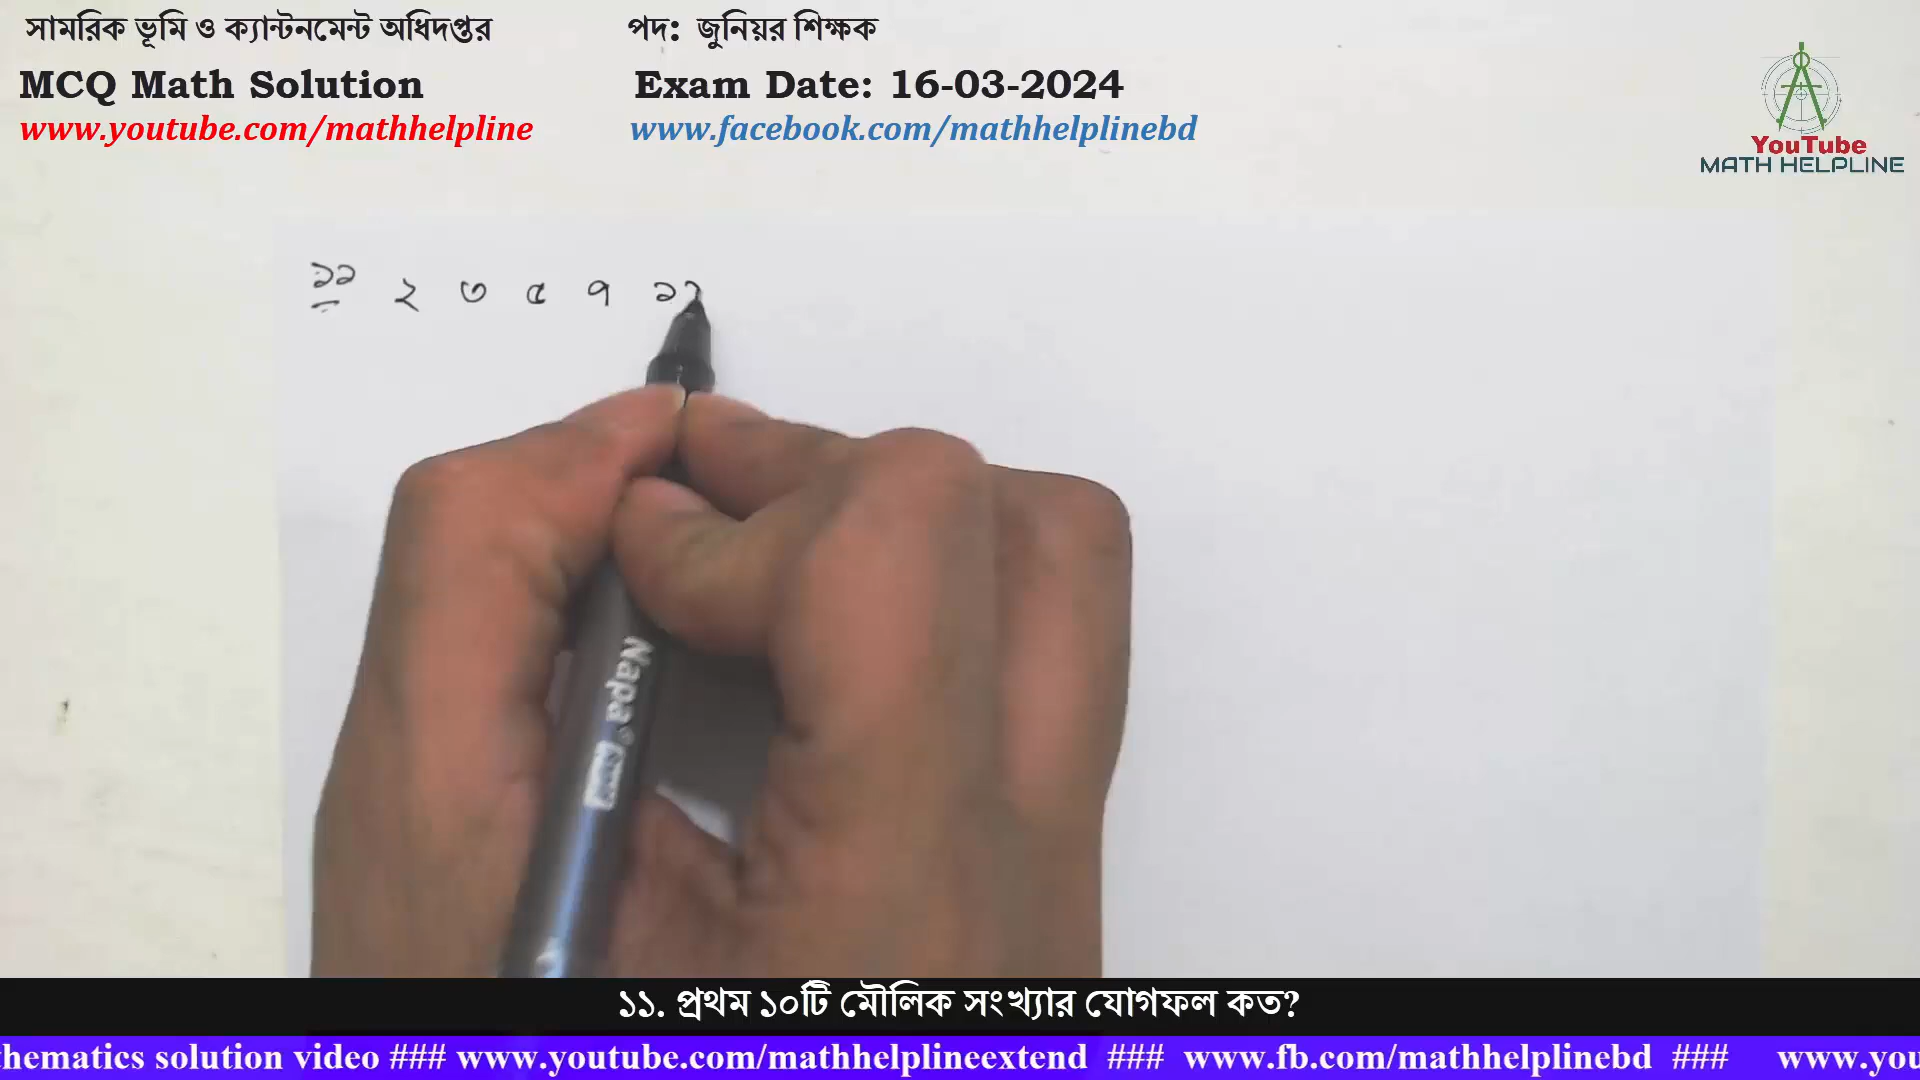 সামরিক ভূমি ও ক্যান্টনমেন্ট অধিদপ্তর
পদ: জুনিয়র শিক্ষক
MCQ Math Solution
Exam Date: 16-03-2024
www.youtube.com/mathhelpline
www.facebook.com/mathhelplinebd
YouTube
MATH HELPLINE
১১ ২ ৩ ৫ ৭ ১১
Napa
১১. প্রথম ১০টি মৌলিক সংখ্যার যোগফল কত?
thematics solution video ### www.youtube.com/mathhelplineextend ### www.fb.com/mathhelplinebd ### www.you